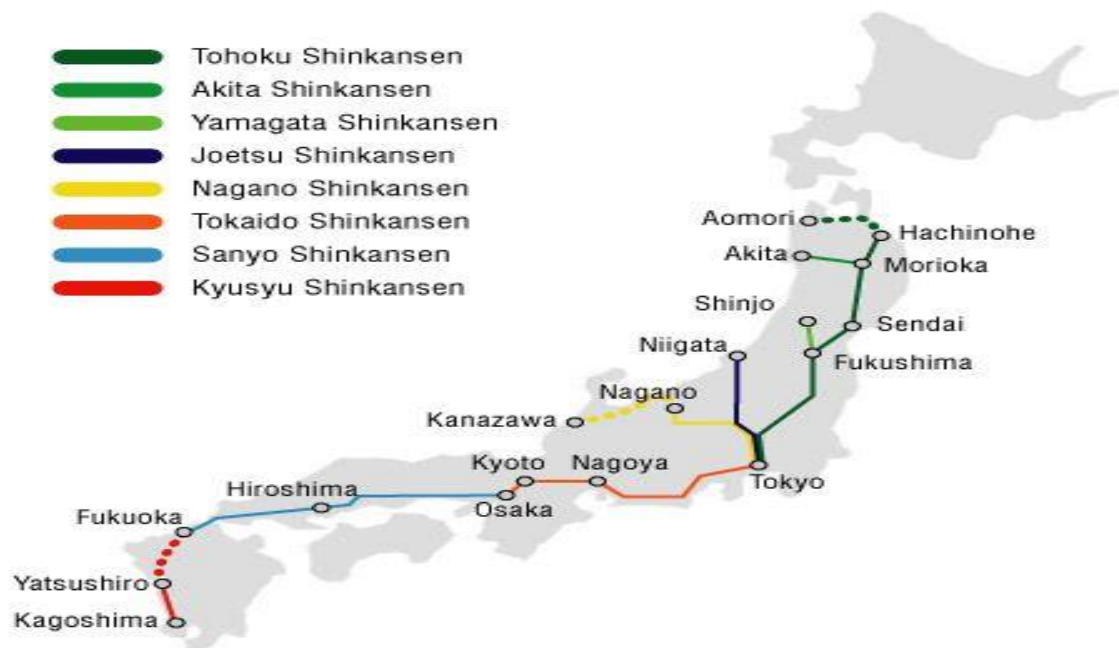 Tohoku Shinkansen
Akita Shinkansen
Yamagata Shinkansen
Joetsu Shinkansen
Nagano Shinkansen
Tokaido Shinkansen
Sanyo Shinkansen
Kyusyu Shinkansen
Aomori
Hachinohe
Akita
Morioka
Shinjo
Sendai
Niigata
Fukushima
Nagano
Kanazawa
Kyoto
Nagoya
Tokyo
Hiroshima
Osaka
Fukuoka
Yatsushiro
Kagoshima